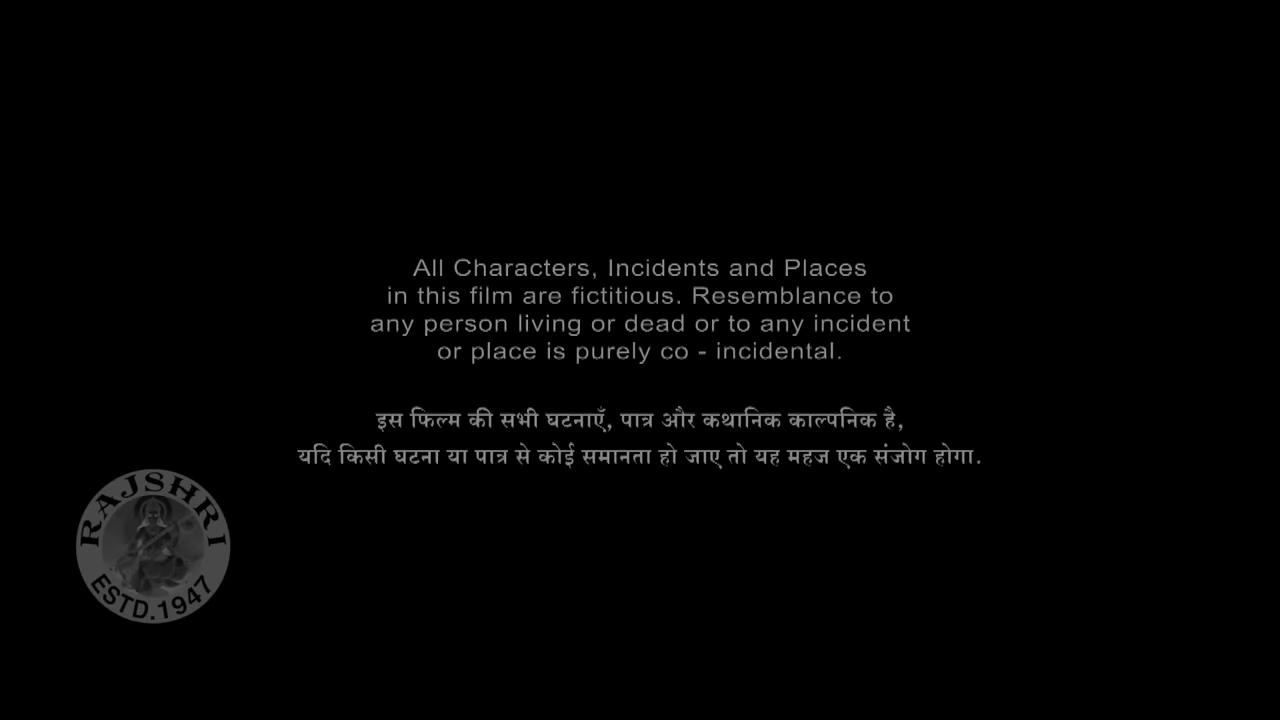 All Characters, Incidents and Places
in this film are fictitious. Resemblance to
any person living or dead or to any incident
or place is purely co - incidental.
इस फिल्म की सभी घटनाएँ, पात्र और कथानिक काल्पनिक है,
यदि किसी घटना या पात्र से कोई समानता हो जाए तो यह महज एक संजोग होगा.
RAJSHRI
ESTD.1947